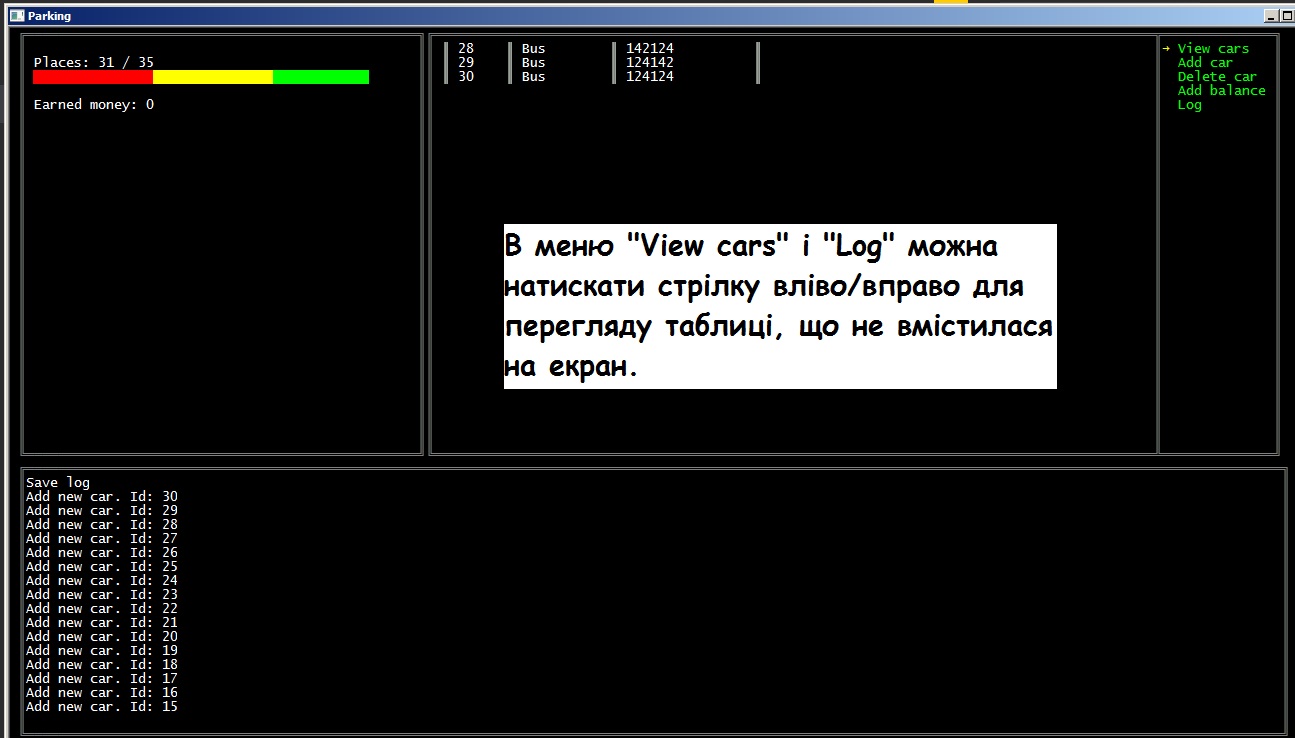 Parking
Places: 31 / 35
Earned money: 0
28 Bus 142124
29 Bus 124142
30 Bus 124124
→ View cars
Add car
Delete car
Add balance
Log
В меню "View cars" і "Log" можна
натискати стрілку вліво/вправо для
перегляду таблиці, що не вмістилася
на екран.
Save log
Add new car. Id: 30
Add new car. Id: 29
Add new car. Id: 28
Add new car. Id: 27
Add new car. Id: 26
Add new car. Id: 25
Add new car. Id: 24
Add new car. Id: 23
Add new car. Id: 22
Add new car. Id: 21
Add new car. Id: 20
Add new car. Id: 19
Add new car. Id: 18
Add new car. Id: 17
Add new car. Id: 16
Add new car. Id: 15